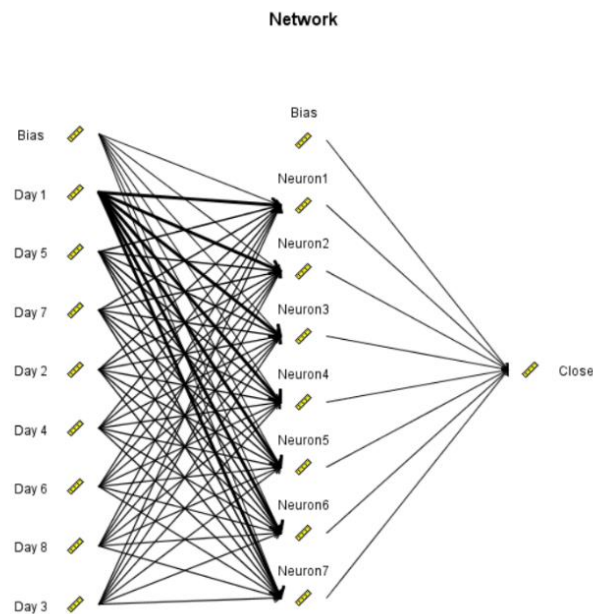 Network
Bias
Day 1
Day 5
Day 7
Day 2
Day 4
Day 6
Day 8
Day 3
Bias
Neuron1
Neuron2
Neuron3
Neuron4
Neuron5
Neuron6
Neuron7
Close